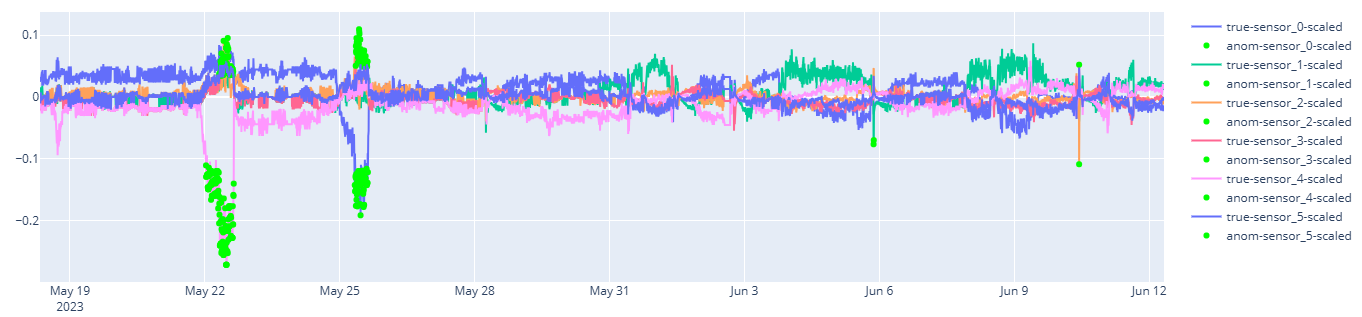 0.1
0
−0.1
−0.2
May 19
2023
May 22
May 25
May 28
May 31
Jun 3
Jun 6
Jun 9
Jun 12
true-sensor_0-scaled
anom-sensor_0-scaled
true-sensor_1-scaled
anom-sensor_1-scaled
true-sensor_2-scaled
anom-sensor_2-scaled
true-sensor_3-scaled
anom-sensor_3-scaled
true-sensor_4-scaled
anom-sensor_4-scaled
true-sensor_5-scaled
anom-sensor_5-scaled